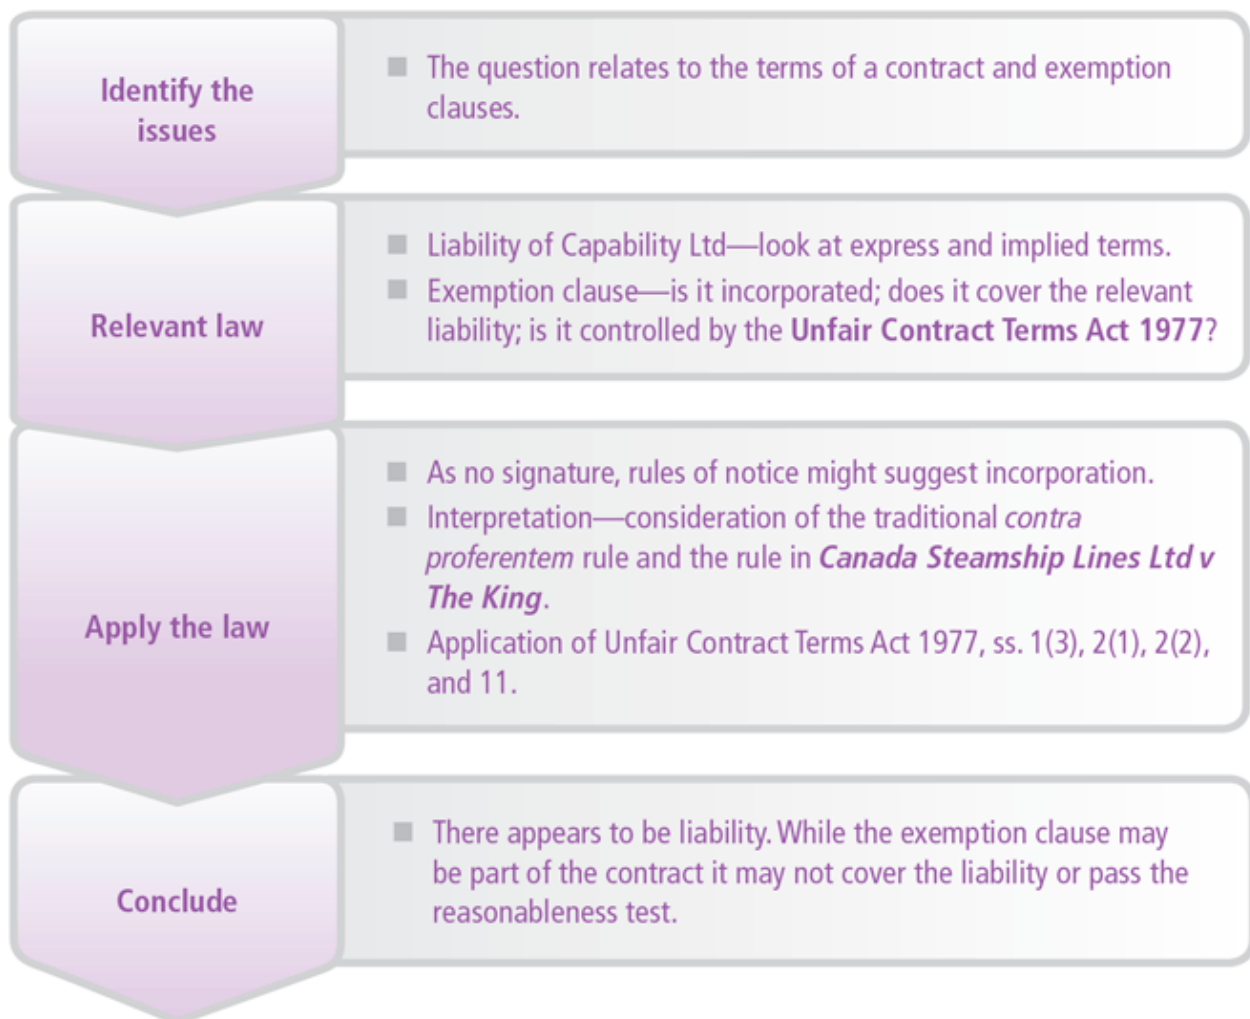 Identify the
issues
■ The question relates to the terms of a contract and exemption
clauses.
Relevant law
■ Liability of Capability Ltd—look at express and implied terms.
■ Exemption clause—is it incorporated; does it cover the relevant
liability; is it controlled by the Unfair Contract Terms Act 1977?
Apply the law
■ As no signature, rules of notice might suggest incorporation.
■ Interpretation—consideration of the traditional contra
proferentem rule and the rule in Canada Steamship Lines Ltd v
The King.
■ Application of Unfair Contract Terms Act 1977, ss. 1(3), 2(1), 2(2),
and 11.
Conclude
■ There appears to be liability. While the exemption clause may
be part of the contract it may not cover the liability or pass the
reasonableness test.